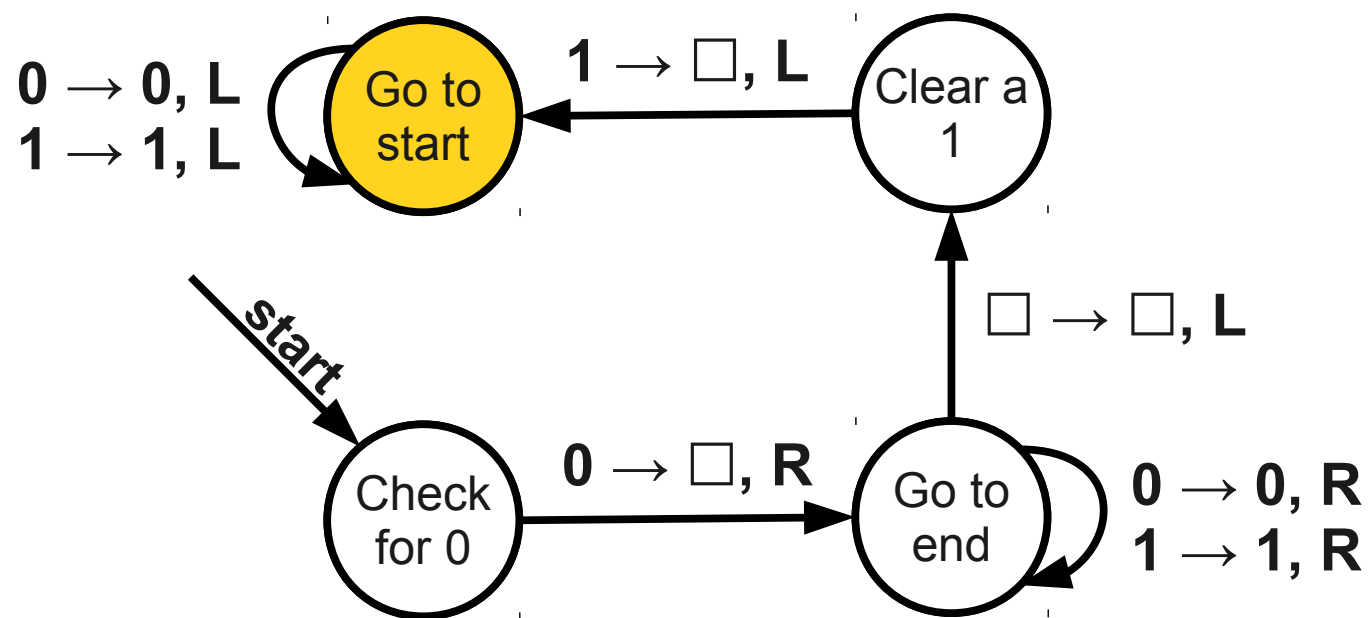 0 → 0, L
1 → 1, L
Go to
start
1 → □, L
Clear a
1
start
□ → □, L
Check
for 0
0 → □, R
Go to
end
0 → 0, R
1 → 1, R